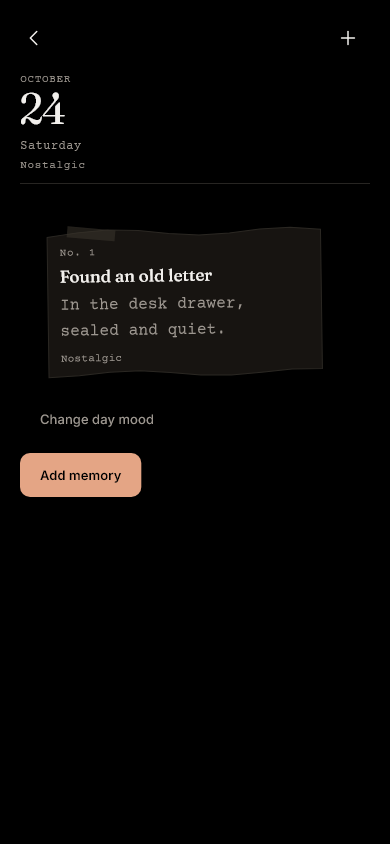 OCTOBER
24
Saturday
Nostalgic
No. 1
Found an old letter
In the desk drawer,
sealed and quiet.
Nostalgic
Change day mood
Add memory